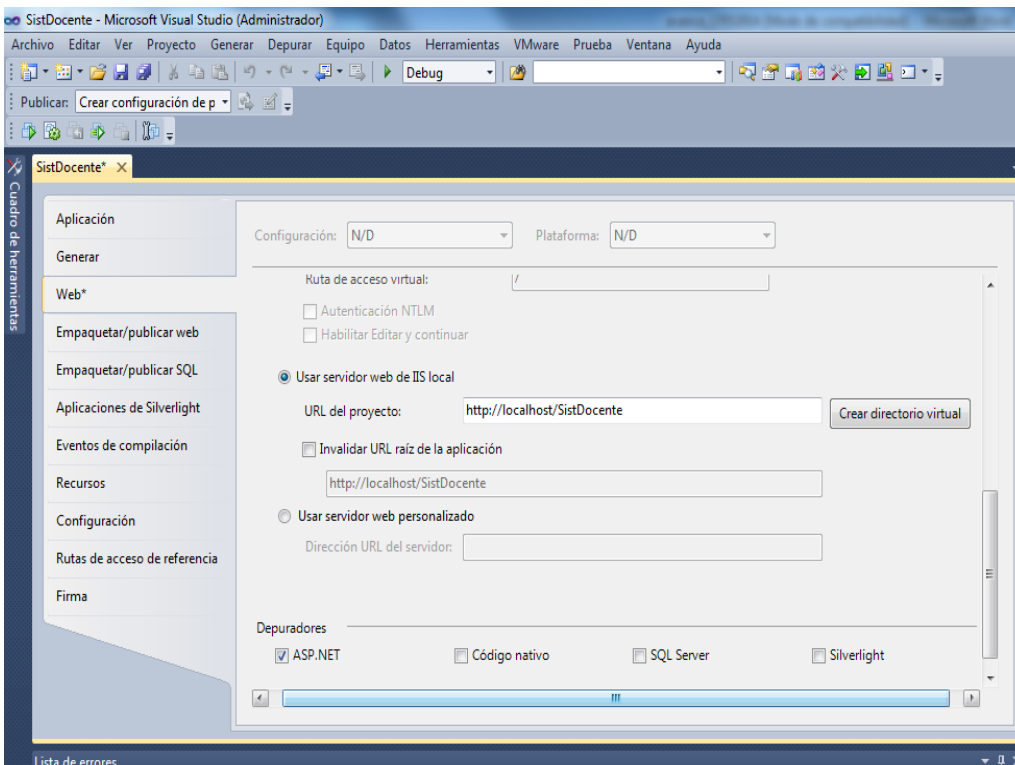 SistDocente - Microsoft Visual Studio (Administrador)
Archivo Editar Ver Proyecto Generar Depurar Equipo Datos Herramientas VMware Prueba Ventana Ayuda
Debug
Publicar: Crear configuración de p
SistDocente*
Cuadro de herramientas
Aplicación
Generar
Web*
Empaquetar/publicar web
Empaquetar/publicar SQL
Aplicaciones de Silverlight
Eventos de compilación
Recursos
Configuración
Rutas de acceso de referencia
Firma
Configuración: N/D Plataforma: N/D
Ruta de acceso virtual: /
Autenticación NTLM
Habilitar Editar y continuar
Usar servidor web de IIS local
URL del proyecto: http://localhost/SistDocente Crear directorio virtual
Invalidar URL raíz de la aplicación
http://localhost/SistDocente
Usar servidor web personalizado
Dirección URL del servidor:
Depuradores
ASP.NET Código nativo SQL Server Silverlight
Lista de errores